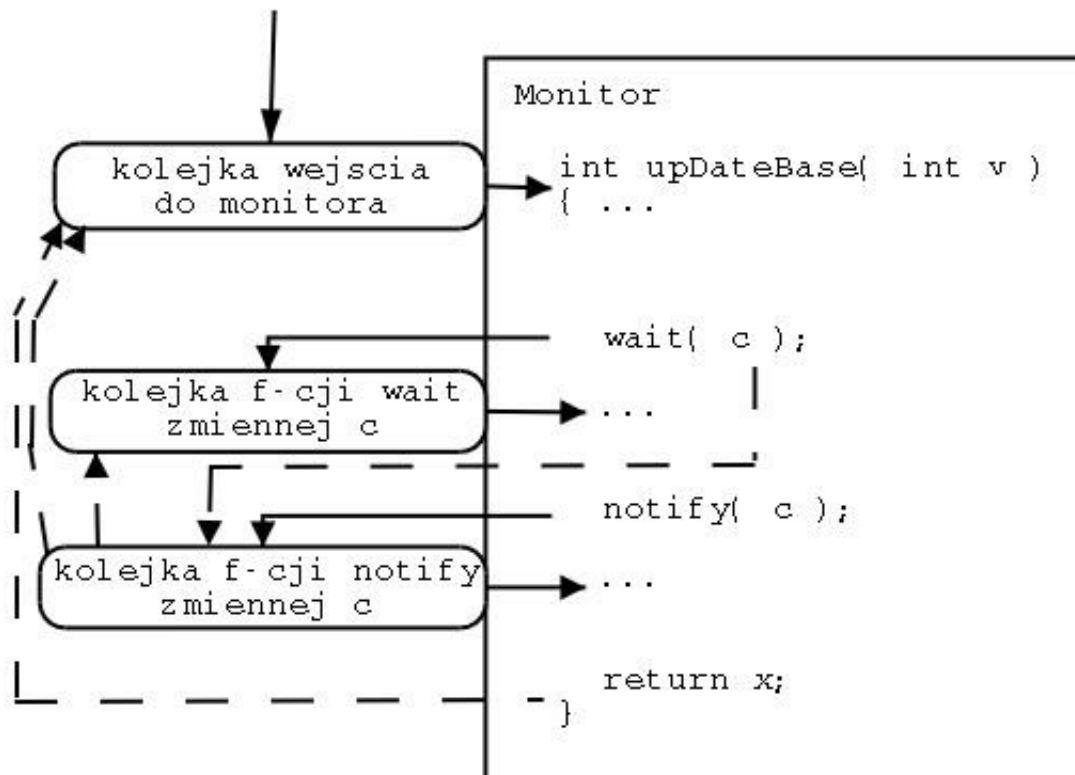 Monitor
kolejka wejscia
do monitora
int upDateBase( int v )
{ ...
wait( c );
kolejka f-cji wait
zmiennej c
...
notify( c );
kolejka f-cji notify
zmiennej c
...
return x;
}